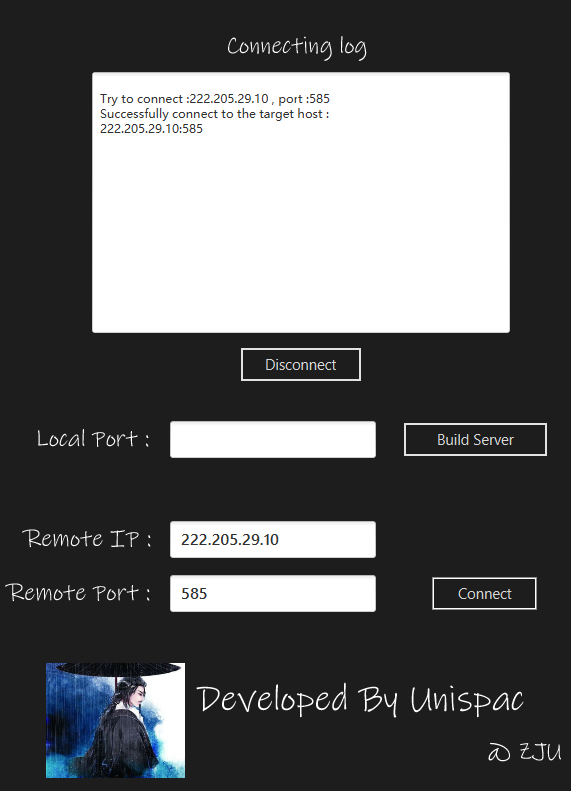 Connecting log
Try to connect :222.205.29.10 , port :585
Successfully connect to the target host :
222.205.29.10:585
Disconnect
Local Port :
Build Server
Remote IP :
222.205.29.10
Remote Port :
585
Connect
Developed By Unispac
@ ZJU